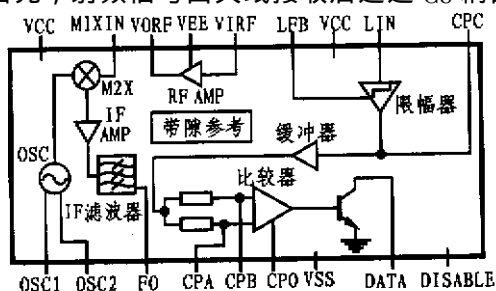 VCC MIXIN VORF VEE VIRF LFB VCC LIN CPC
M2X
RF AMP
限幅器
IF
AMP
带隙参考
缓冲器
OSC
比较器
IF滤波器
OSC1 OSC2 FO CPA CPB CPO VSS DATA DISABLE